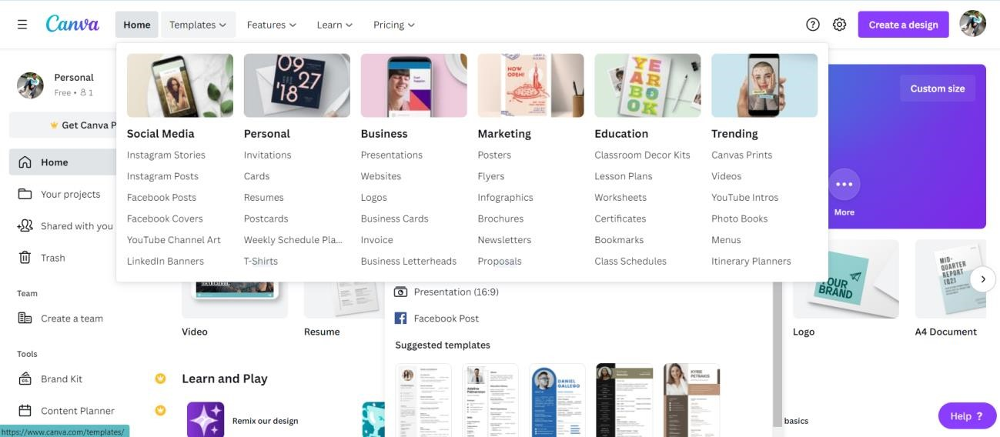 Canva
Home
Templates
Features
Learn
Pricing
?
Create a design
Personal
Free • 1
Get Canva P
Home
Your projects
Shared with you
Trash
Team
Create a team
Tools
Brand Kit
Content Planner
https://www.canva.com/templates/
09
27
'18
NOW OPEN!
YEARBOOK
Social Media
Instagram Stories
Instagram Posts
Facebook Posts
Facebook Covers
YouTube Channel Art
LinkedIn Banners
Personal
Invitations
Cards
Resumes
Postcards
Weekly Schedule Pla...
T-Shirts
Business
Presentations
Websites
Logos
Business Cards
Invoice
Business Letterheads
Marketing
Posters
Flyers
Infographics
Brochures
Newsletters
Proposals
Education
Classroom Decor Kits
Lesson Plans
Worksheets
Certificates
Bookmarks
Class Schedules
Trending
Canvas Prints
Videos
YouTube Intros
Photo Books
Menus
Itinerary Planners
Custom size
More
meditation.
Video
Resume
Presentation (16:9)
Facebook Post
Suggested templates
DANIEL
GALLEGO
KYRIE
PETRAKIS
YOUR
BRAND
Logo
MID-
QUARTER
REPORT
(Q2)
A4 Document
Learn and Play
Remix our design
basics
Help ?